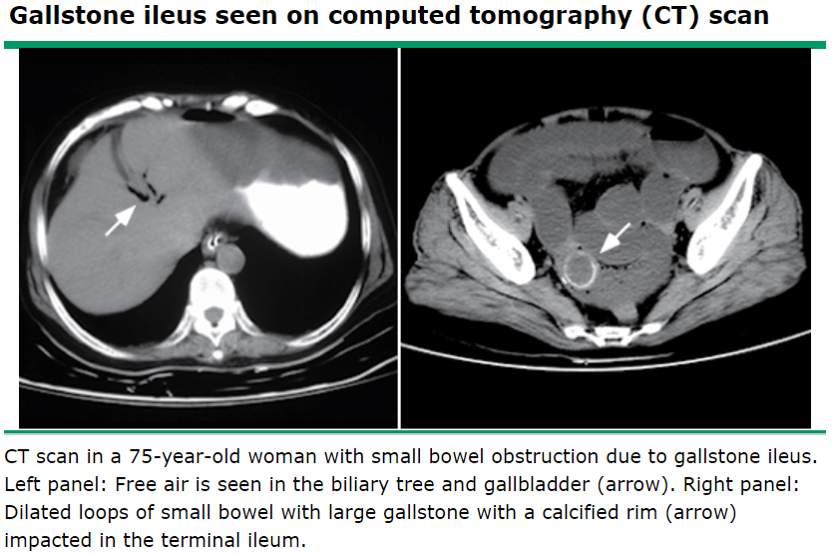 Gallstone ileus seen on computed tomography (CT) scan
CT scan in a 75-year-old woman with small bowel obstruction due to gallstone ileus.
Left panel: Free air is seen in the biliary tree and gallbladder (arrow). Right panel:
Dilated loops of small bowel with large gallstone with a calcified rim (arrow)
impacted in the terminal ileum.